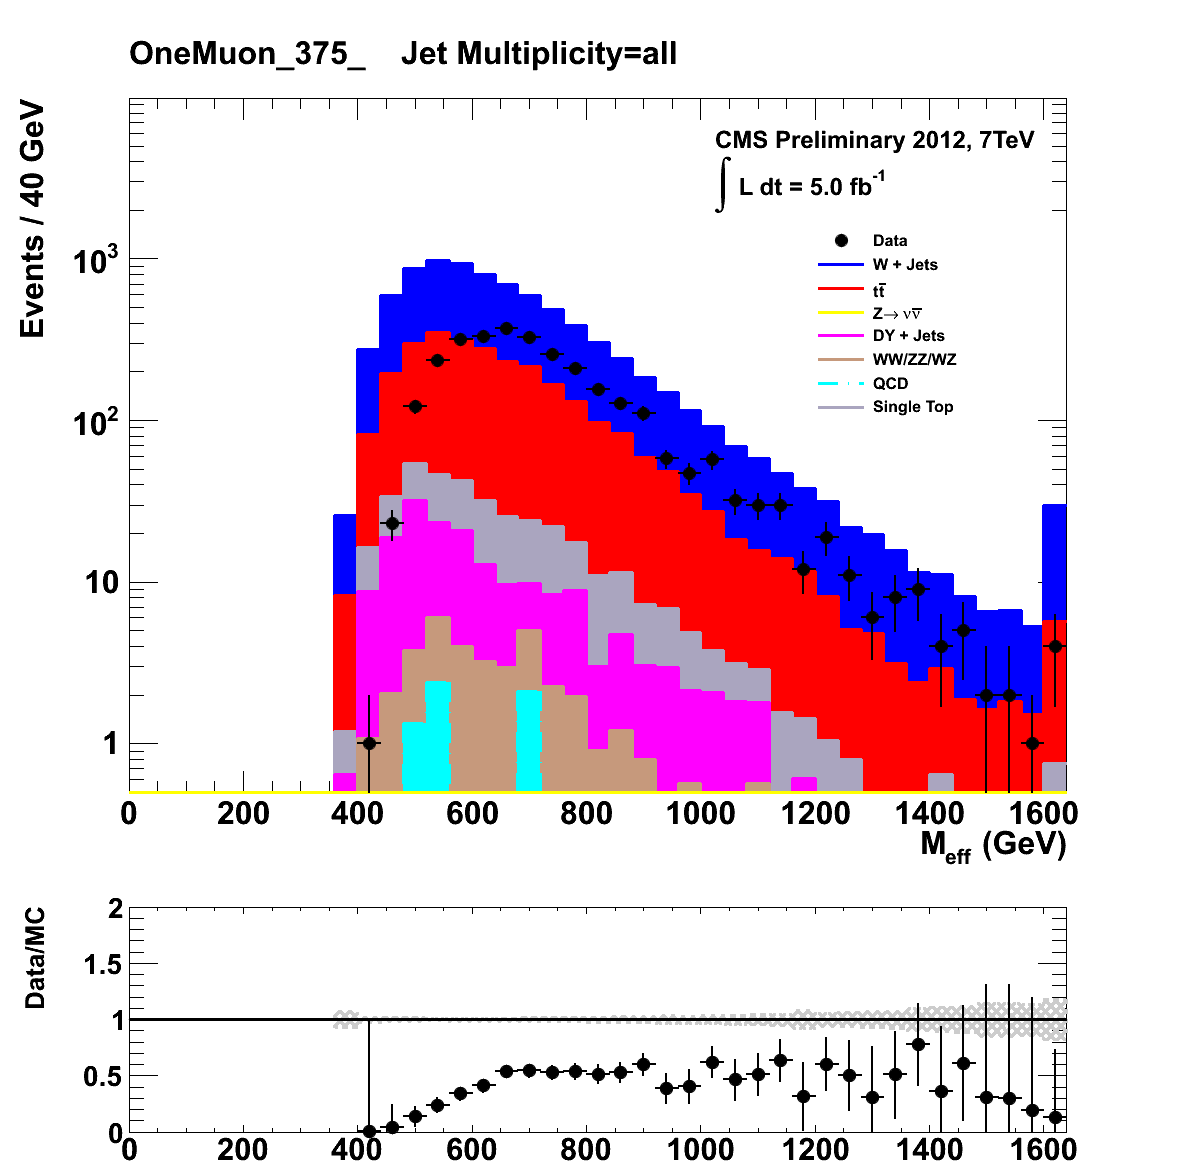 OneMuon_375_ Jet Multiplicity=all
Events / 40 GeV
CMS Preliminary 2012, 7TeV
∫ L dt = 5.0 fb⁻¹
Data
W + Jets
tt̅
Z→ νν̅
DY + Jets
WW/ZZ/WZ
QCD
Single Top
10³
10²
10
1
0 200 400 600 800 1000 1200 1400 1600
M_eff (GeV)
Data/MC
2
1.5
1
0.5
0
0 200 400 600 800 1000 1200 1400 1600